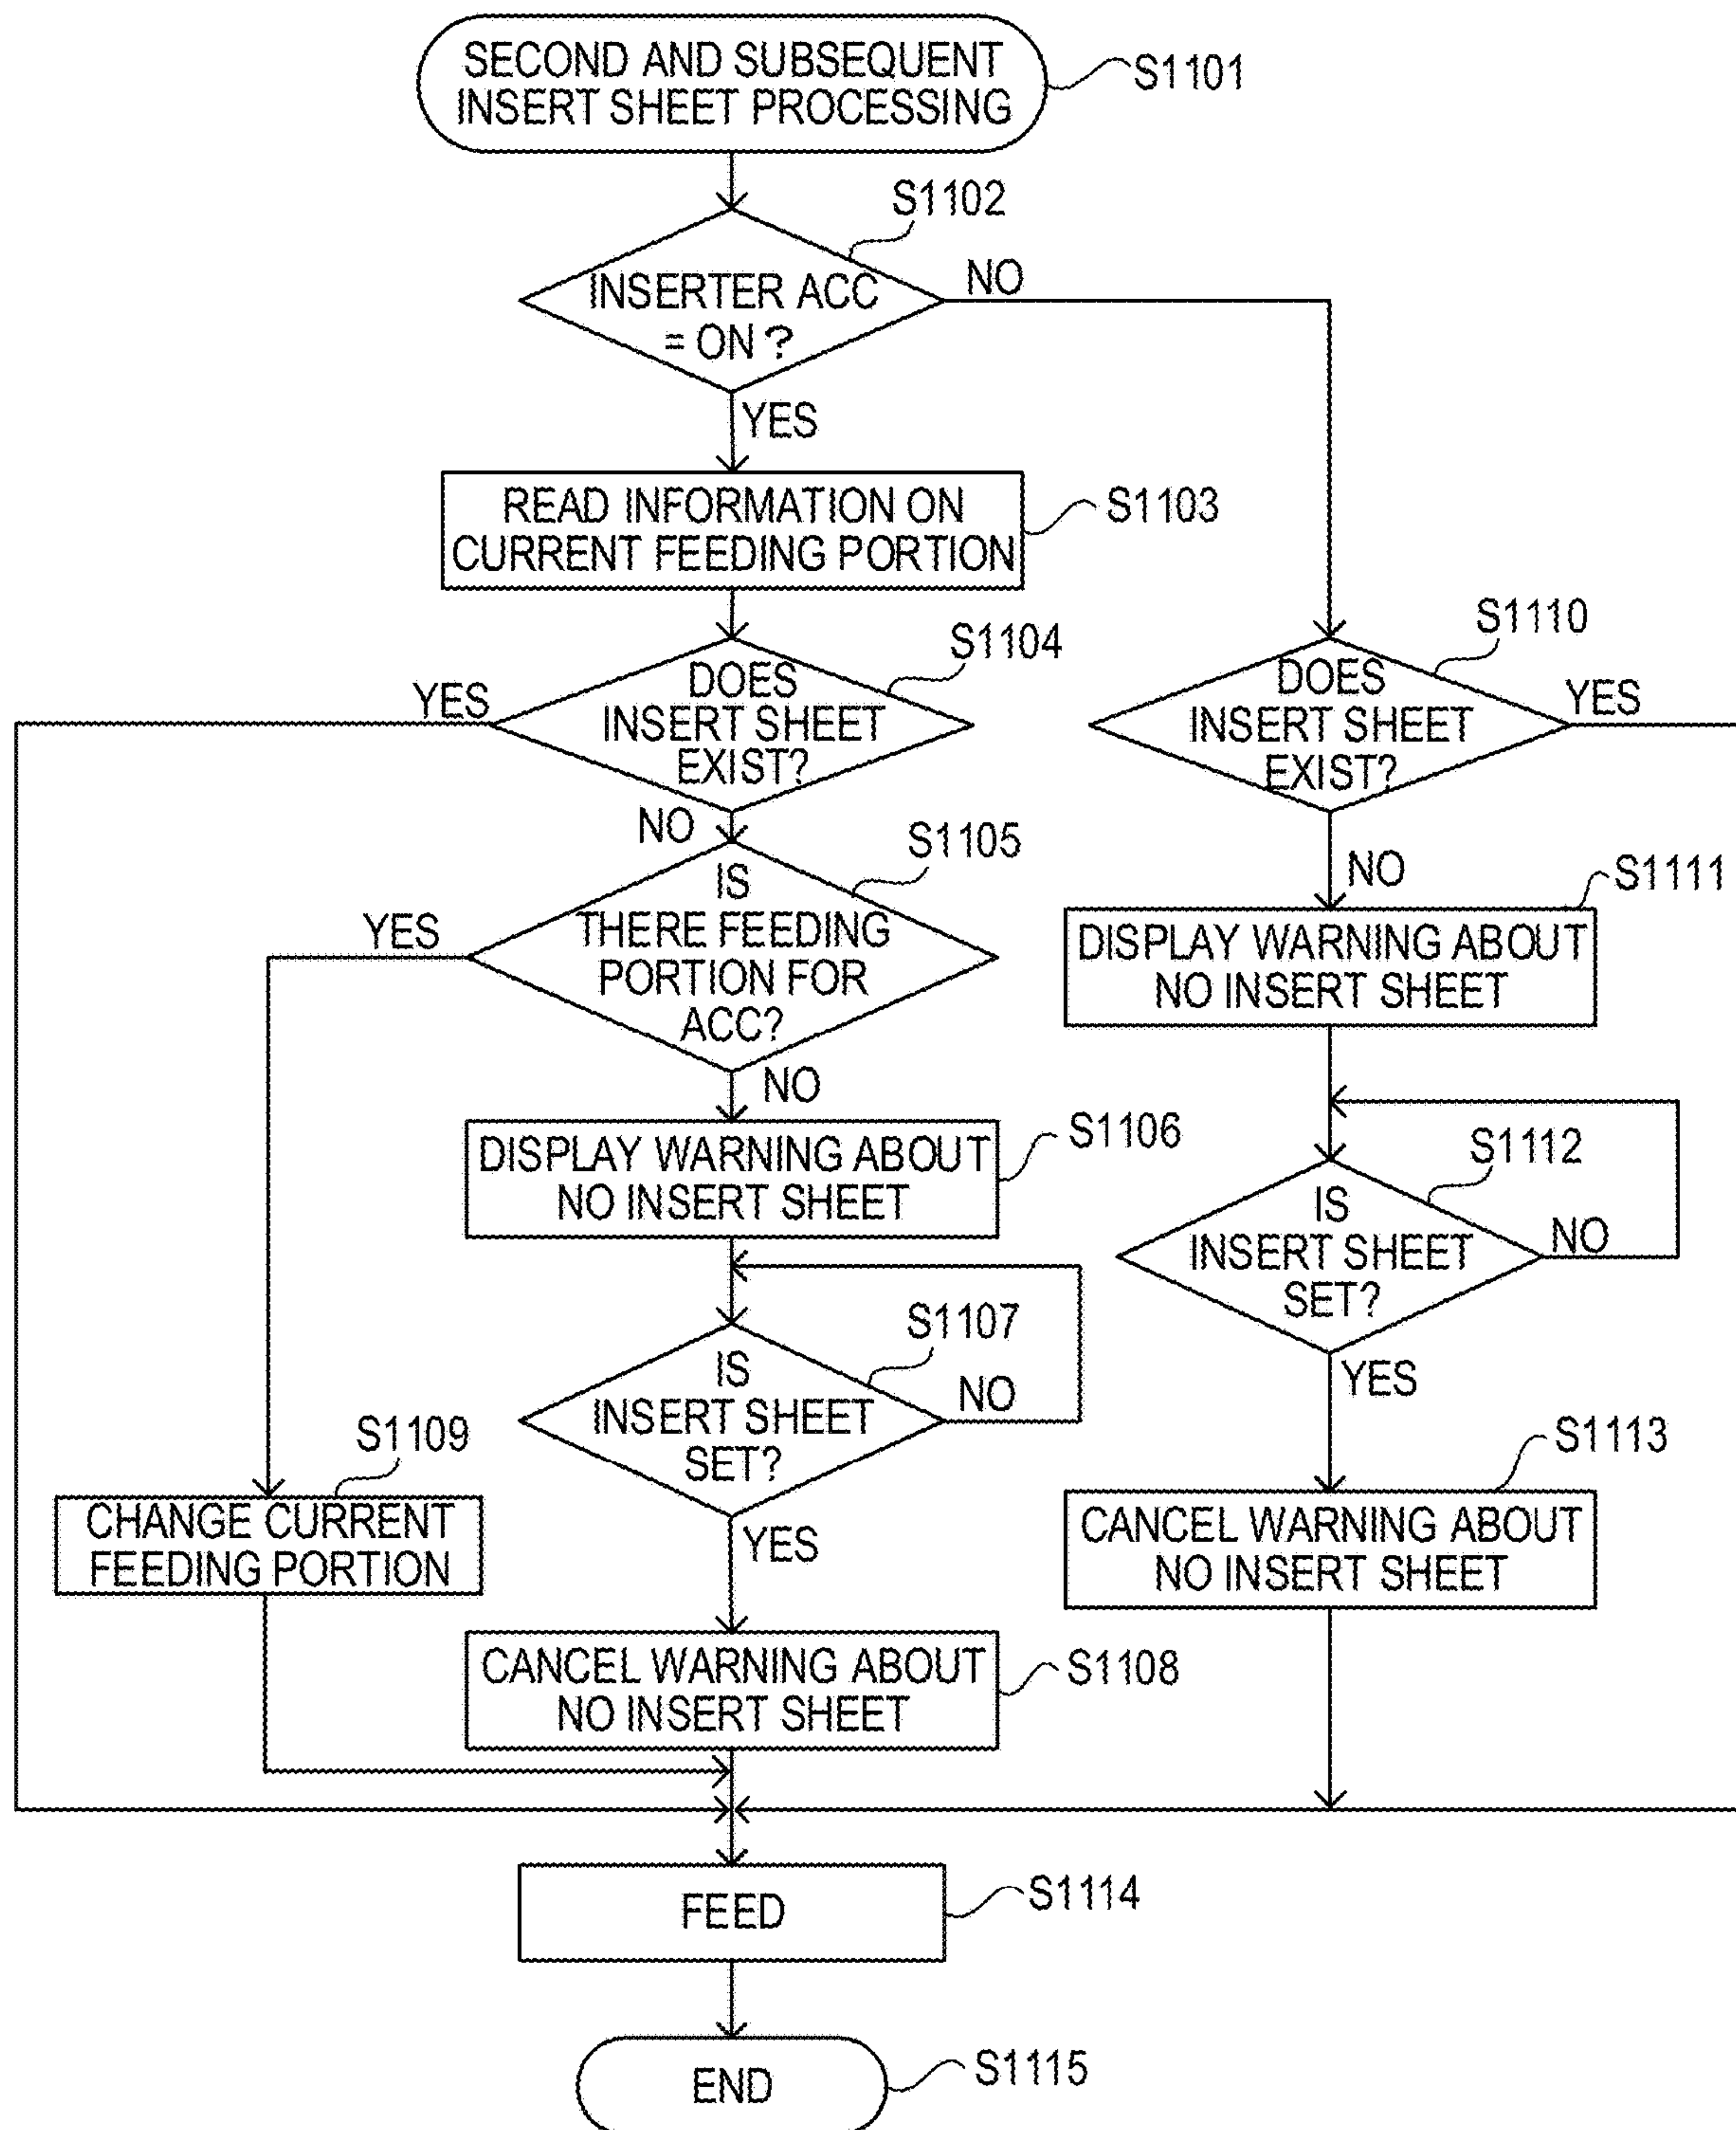 SECOND AND SUBSEQUENT
INSERT SHEET PROCESSING
S1101
S1102
INSERTER ACC
= ON ?
NO
YES
READ INFORMATION ON
CURRENT FEEDING PORTION
S1103
S1104
DOES
INSERT SHEET
EXIST?
YES
NO
S1105
IS
THERE FEEDING
PORTION FOR
ACC?
YES
NO
DISPLAY WARNING ABOUT
NO INSERT SHEET
S1106
S1107
IS
INSERT SHEET
SET?
NO
YES
S1109
CHANGE CURRENT
FEEDING PORTION
CANCEL WARNING ABOUT
NO INSERT SHEET
S1108
S1110
DOES
INSERT SHEET
EXIST?
YES
NO
S1111
DISPLAY WARNING ABOUT
NO INSERT SHEET
S1112
IS
INSERT SHEET
SET?
NO
YES
S1113
CANCEL WARNING ABOUT
NO INSERT SHEET
FEED
S1114
END
S1115